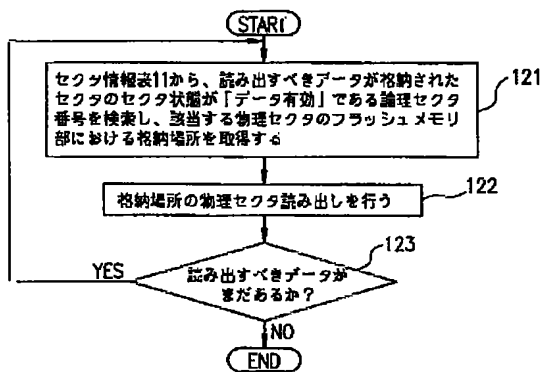 START
セクタ情報表11から、読み出すべきデータが格納された
セクタのセクタ状態が「データ有効」である論理セクタ
番号を検索し、該当する物理セクタのフラッシュメモリ
部における格納場所を取得する
121
格納場所の物理セクタ読み出しを行う
122
123
読み出すべきデータが
まだあるか?
YES
NO
END